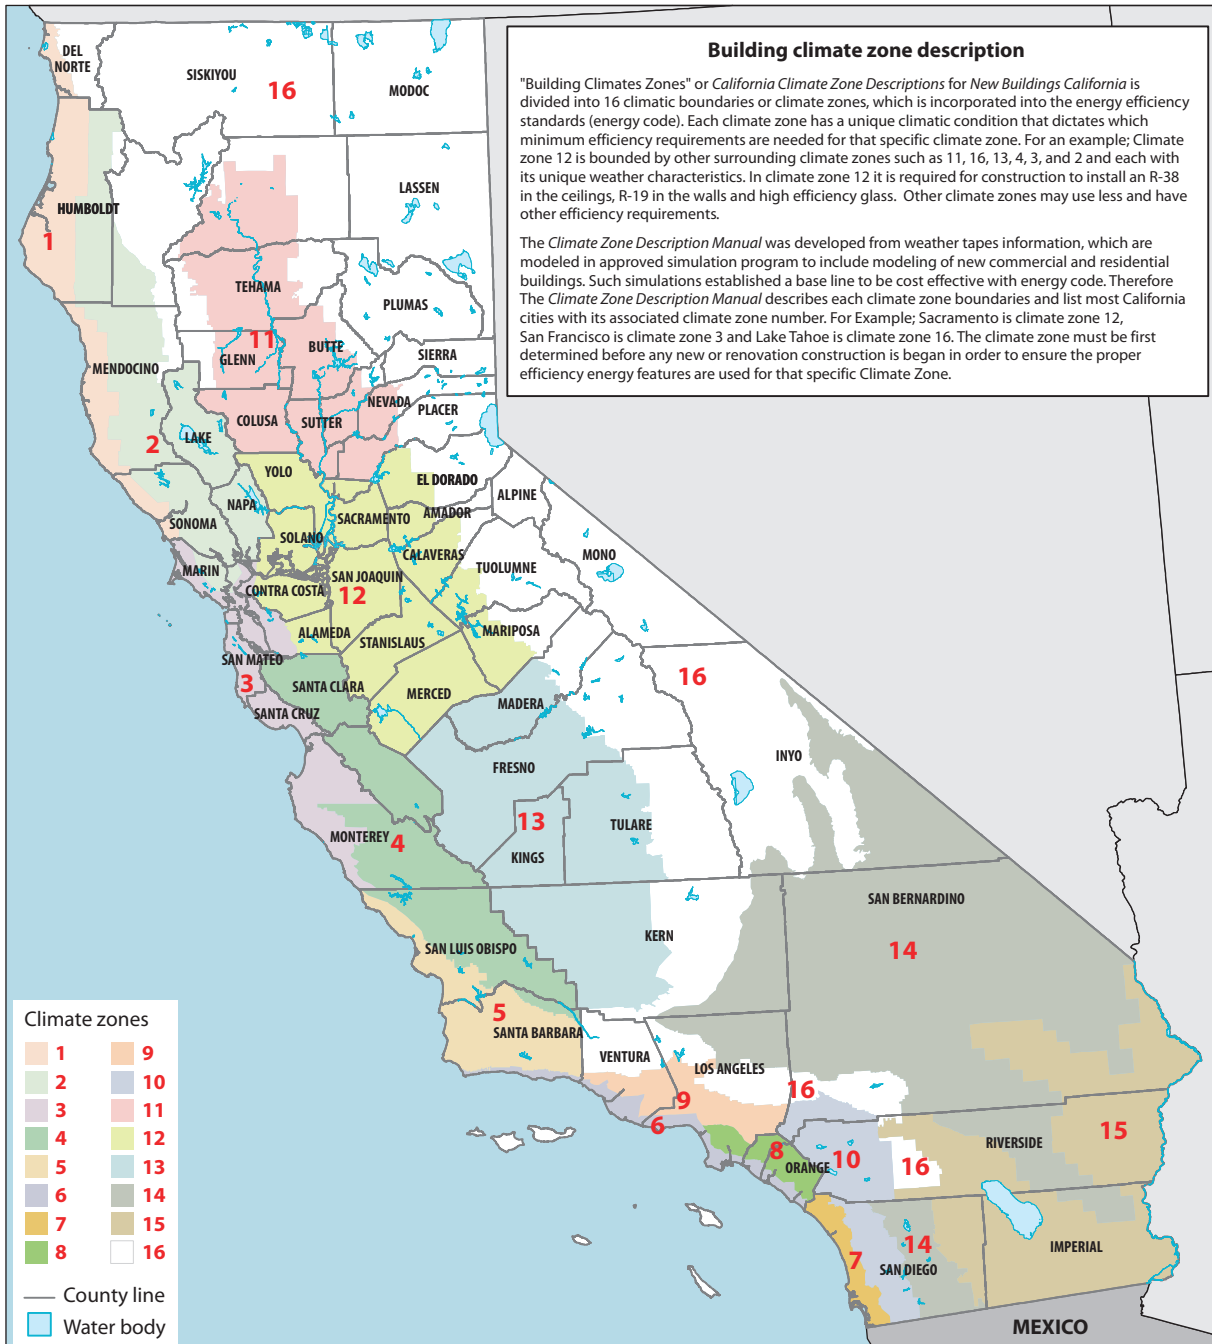 Building climate zone description
"Building Climates Zones" or California Climate Zone Descriptions for New Buildings California is
divided into 16 climatic boundaries or climate zones, which is incorporated into the energy efficiency
standards (energy code). Each climate zone has a unique climatic condition that dictates which
minimum efficiency requirements are needed for that specific climate zone. For an example; Climate
zone 12 is bounded by other surrounding climate zones such as 11, 16, 13, 4, 3, and 2 and each with
its unique weather characteristics. In climate zone 12 it is required for construction to install an R-38
in the ceilings, R-19 in the walls and high efficiency glass. Other climate zones may use less and have
other efficiency requirements.
The Climate Zone Description Manual was developed from weather tapes information, which are
modeled in approved simulation program to include modeling of new commercial and residential
buildings. Such simulations established a base line to be cost effective with energy code. Therefore
The Climate Zone Description Manual describes each climate zone boundaries and list most California
cities with its associated climate zone number. For Example; Sacramento is climate zone 12,
San Francisco is climate zone 3 and Lake Tahoe is climate zone 16. The climate zone must be first
determined before any new or renovation construction is began in order to ensure the proper
efficiency energy features are used for that specific Climate Zone.
DEL
NORTE
SISKIYOU
MODOC
16
LASSEN
HUMBOLDT
1
TEHAMA
PLUMAS
11
GLENN
BUTTE
SIERRA
MENDOCINO
NEVADA
PLACER
COLUSA
SUTTER
2
LAKE
YOLO
EL DORADO
ALPINE
NAPA
AMADOR
SONOMA
SACRAMENTO
SOLANO
CALAVERAS
MONO
MARIN
SAN JOAQUIN
TUOLUMNE
CONTRA COSTA
12
ALAMEDA
STANISLAUS
MARIPOSA
SAN MATEO
3
SANTA CLARA
MERCED
16
SANTA CRUZ
MADERA
INYO
FRESNO
13
TULARE
MONTEREY
4
KINGS
SAN BERNARDINO
KERN
SAN LUIS OBISPO
14
5
SANTA BARBARA
VENTURA
LOS ANGELES
16
9
6
15
RIVERSIDE
8
ORANGE
10
16
14
7
SAN DIEGO
IMPERIAL
MEXICO
Climate zones
1 9
2 10
3 11
4 12
5 13
6 14
7 15
8 16
County line
Water body